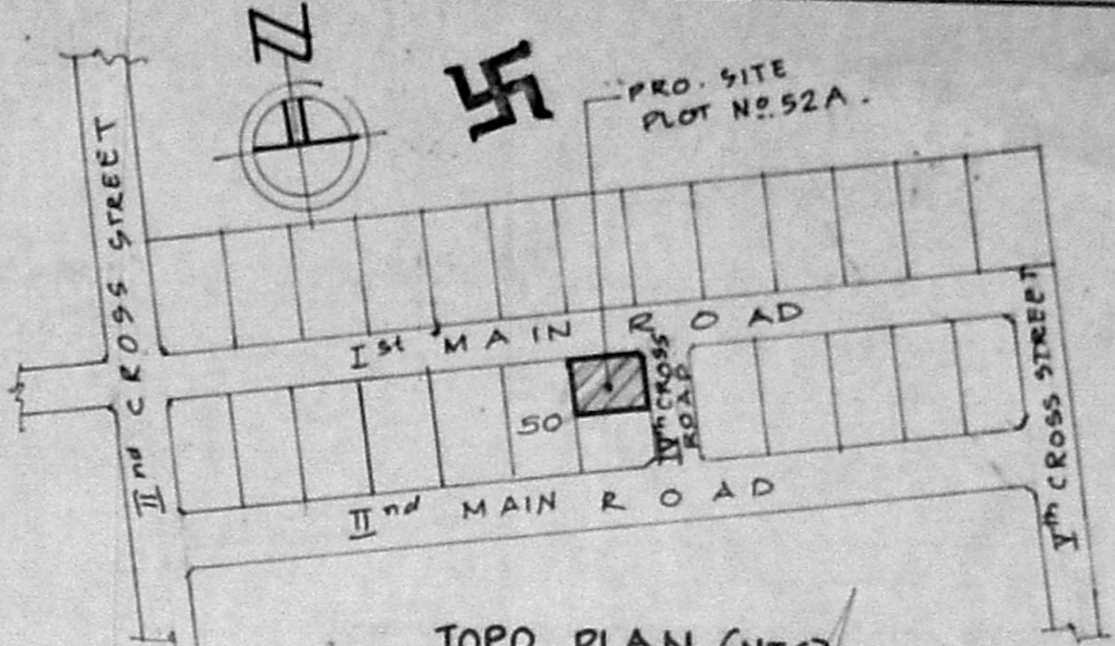 N
PRO. SITE
PLOT No. 52A.
IInd CROSS STREET
Ist MAIN ROAD
50
IVth CROSS
ROAD
IInd MAIN ROAD
Vth CROSS STREET
TOPO PLAN (NTS)